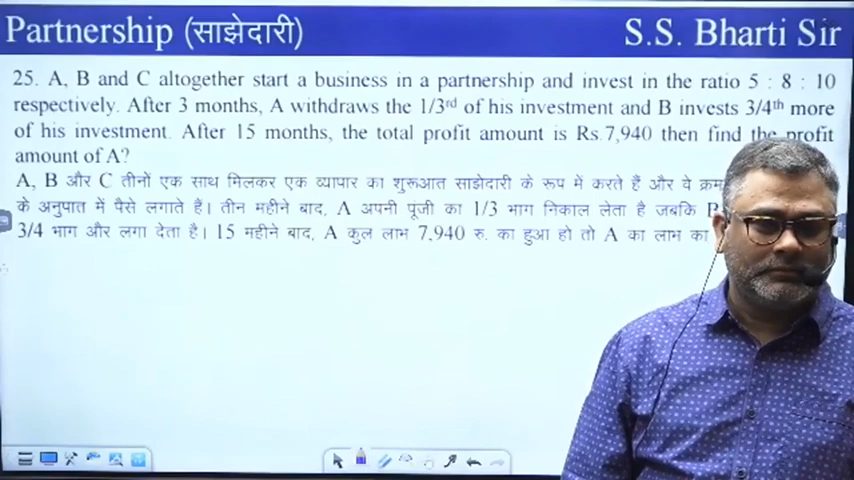 Partnership (साझेदारी)
S.S. Bharti Sir
25. A, B and C altogether start a business in a partnership and invest in the ratio 5 : 8 : 10
respectively. After 3 months, A withdraws the 1/3rd of his investment and B invests 3/4th more
of his investment. After 15 months, the total profit amount is Rs.7,940 then find the profit
amount of A?
A, B और C तीनों एक साथ मिलकर एक व्यापार का शुरूआत साझेदारी के रूप में करते हैं और वे
के अनुपात में पैसे लगाते हैं। तीन महीने बाद, A अपनी पूंजी का 1/3 भाग निकाल लेता है जबकि
3/4 भाग और लगा देता है। 15 महीने बाद, A कुल लाभ 7,940 रु. का हुआ हो तो A का लाभ का